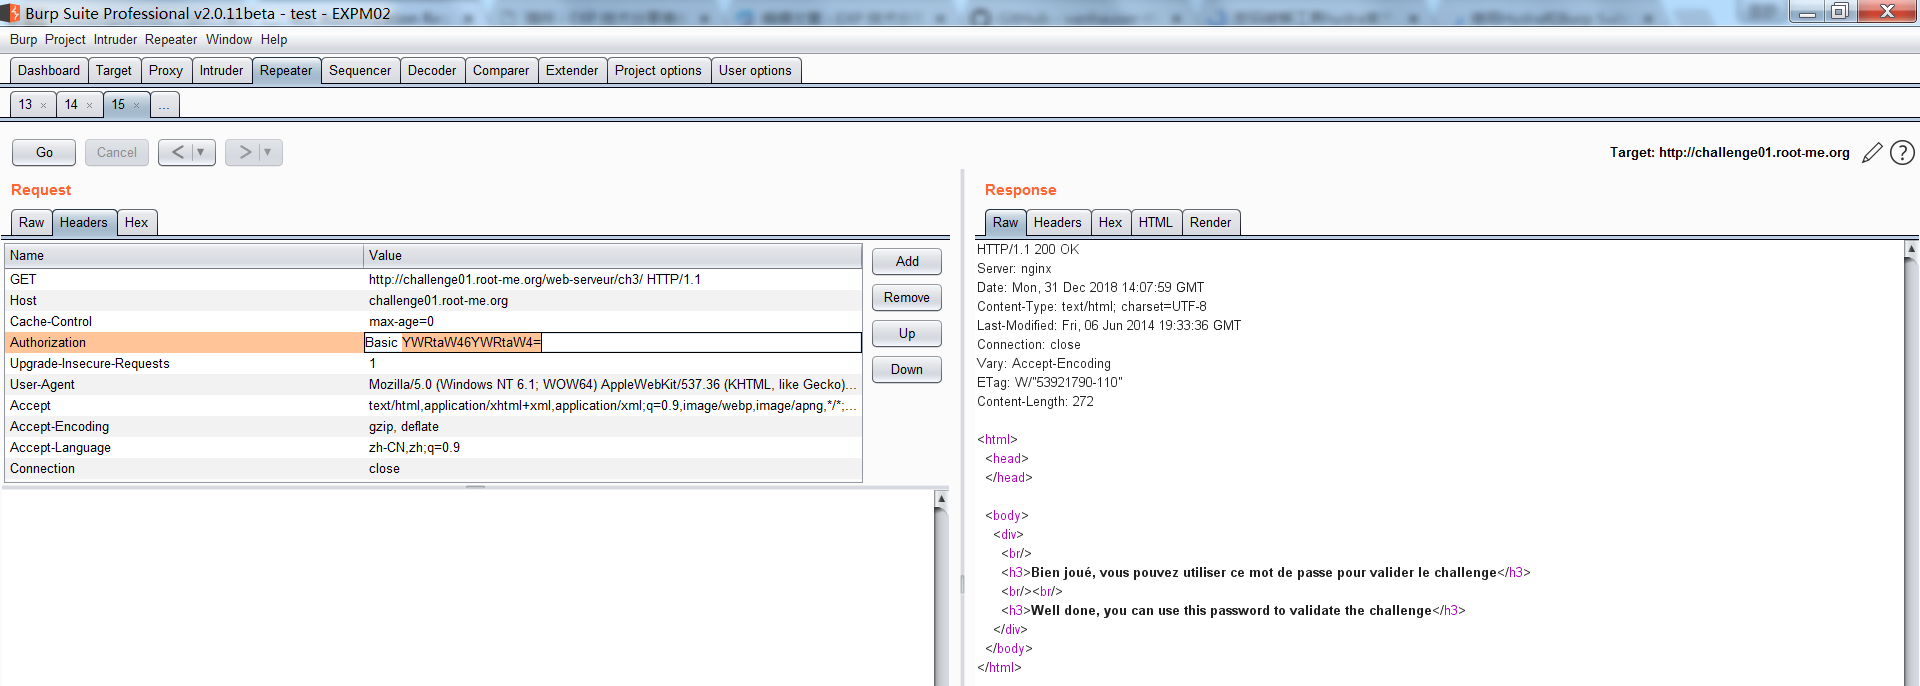 Burp Suite Professional v2.0.11beta - test - EXPM02
Burp Project Intruder Repeater Window Help
Dashboard Target Proxy Intruder Repeater Sequencer Decoder Comparer Extender Project options User options
13 × 14 × 15 × ...
Go Cancel < ▼ > ▼ Target: http://challenge01.root-me.org ?
Request
Raw Headers Hex
Name Value
GET http://challenge01.root-me.org/web-serveur/ch3/ HTTP/1.1
Host challenge01.root-me.org
Cache-Control max-age=0
Authorization Basic YWRtaW46YWRtaW4=
Upgrade-Insecure-Requests 1
User-Agent Mozilla/5.0 (Windows NT 6.1; WOW64) AppleWebKit/537.36 (KHTML, like Gecko)...
Accept text/html,application/xhtml+xml,application/xml;q=0.9,image/webp,image/apng,*/*;...
Accept-Encoding gzip, deflate
Accept-Language zh-CN,zh;q=0.9
Connection close
Add
Remove
Up
Down
Response
Raw Headers Hex HTML Render
HTTP/1.1 200 OK
Server: nginx
Date: Mon, 31 Dec 2018 14:07:59 GMT
Content-Type: text/html; charset=UTF-8
Last-Modified: Fri, 06 Jun 2014 19:33:36 GMT
Connection: close
Vary: Accept-Encoding
ETag: W/"53921790-110"
Content-Length: 272
<html>
<head>
</head>
<body>
<div>
<br/>
<h3>Bien joué, vous pouvez utiliser ce mot de passe pour valider le challenge</h3>
<br/><br/>
<h3>Well done, you can use this password to validate the challenge</h3>
</div>
</body>
</html>